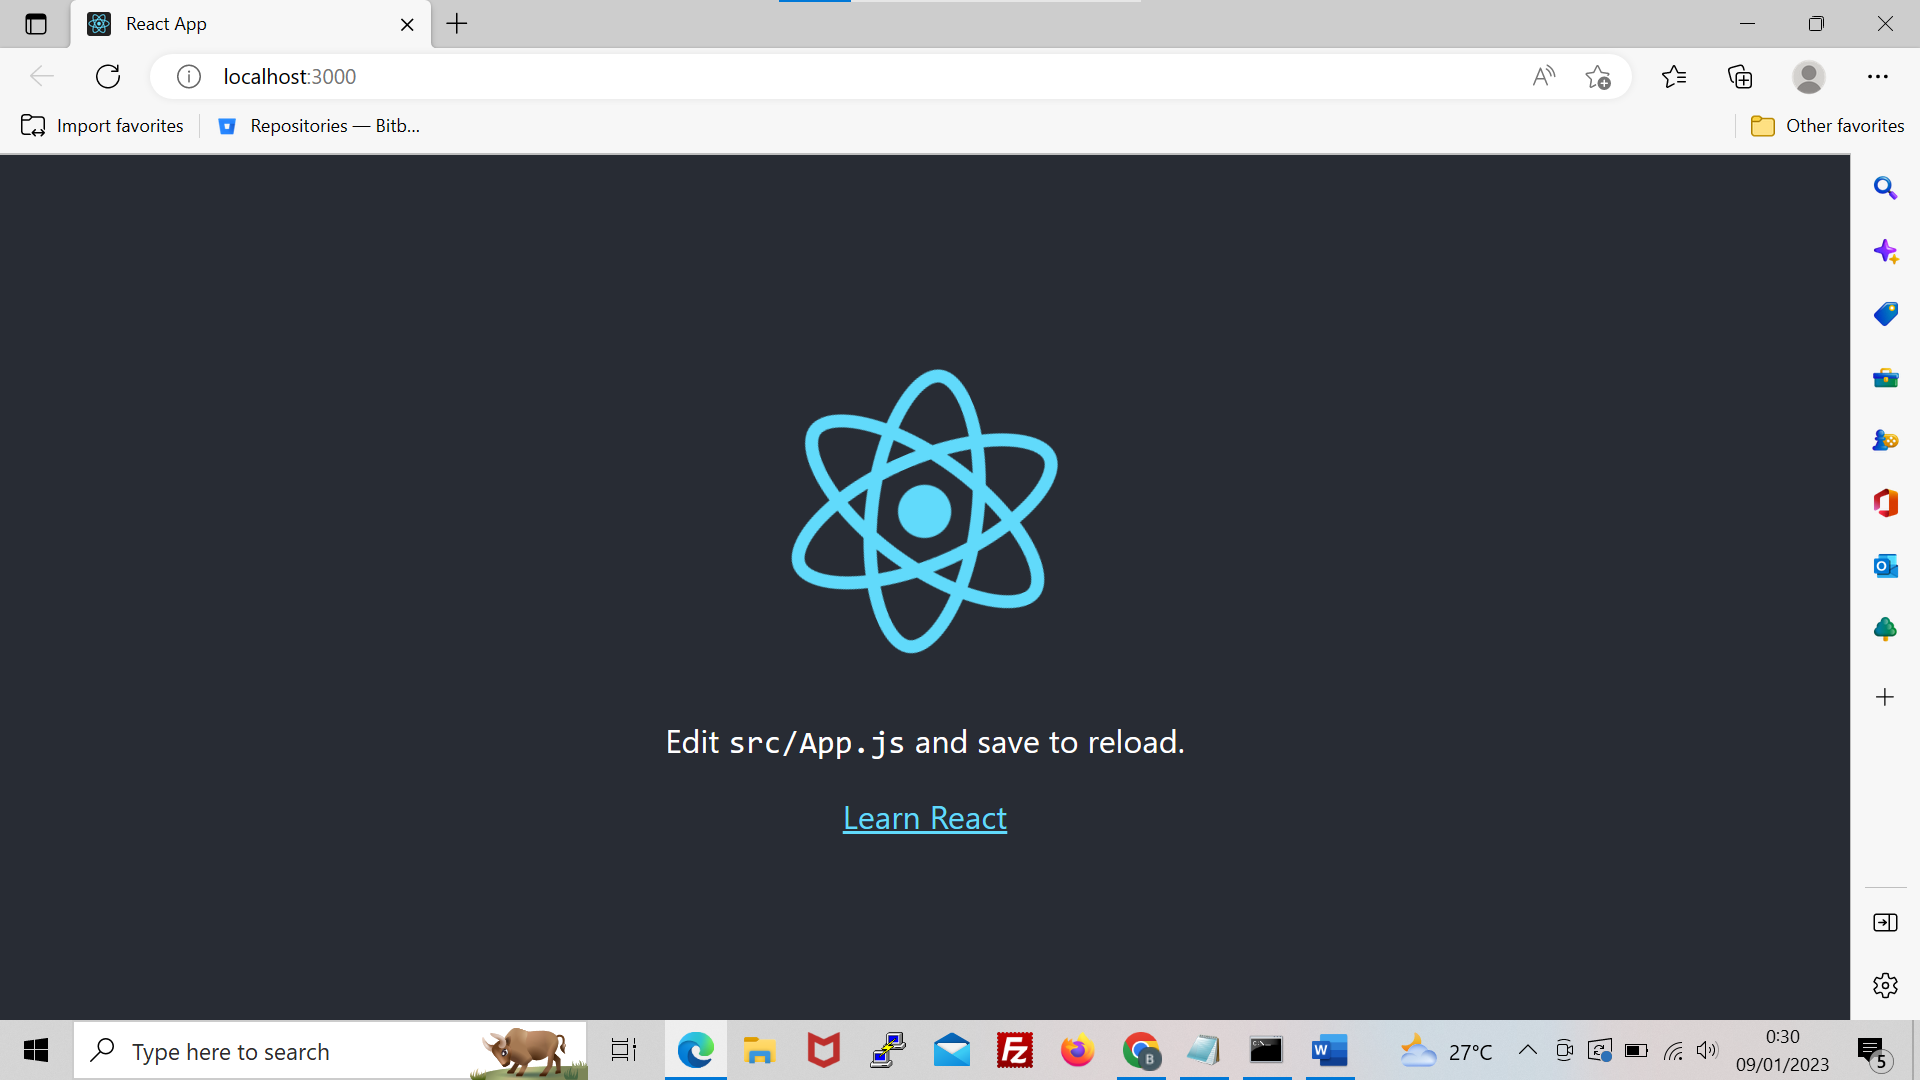 React App
localhost:3000
Import favorites
Repositories — Bitb...
Other favorites
Edit src/App.js and save to reload.
Learn React
Type here to search
27°C
0:30
09/01/2023
5